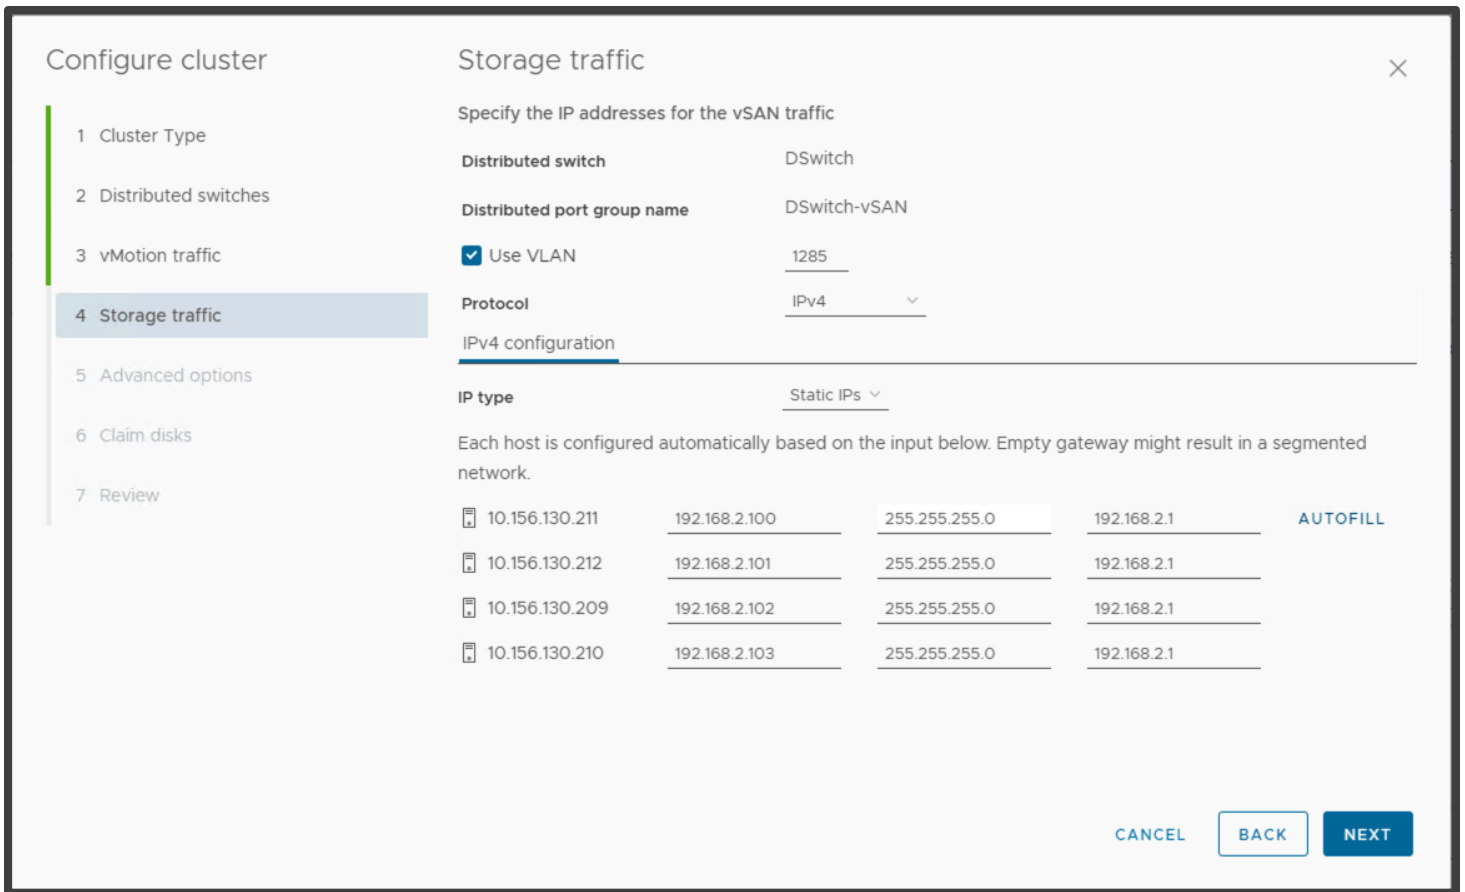 Configure cluster
1 Cluster Type
2 Distributed switches
3 vMotion traffic
4 Storage traffic
5 Advanced options
6 Claim disks
7 Review
Storage traffic
Specify the IP addresses for the vSAN traffic
Distributed switch DSwitch
Distributed port group name DSwitch-vSAN
Use VLAN 1285
Protocol IPv4
IPv4 configuration
IP type Static IPs
Each host is configured automatically based on the input below. Empty gateway might result in a segmented
network.
10.156.130.211 192.168.2.100 255.255.255.0 192.168.2.1 AUTOFILL
10.156.130.212 192.168.2.101 255.255.255.0 192.168.2.1
10.156.130.209 192.168.2.102 255.255.255.0 192.168.2.1
10.156.130.210 192.168.2.103 255.255.255.0 192.168.2.1
CANCEL BACK NEXT